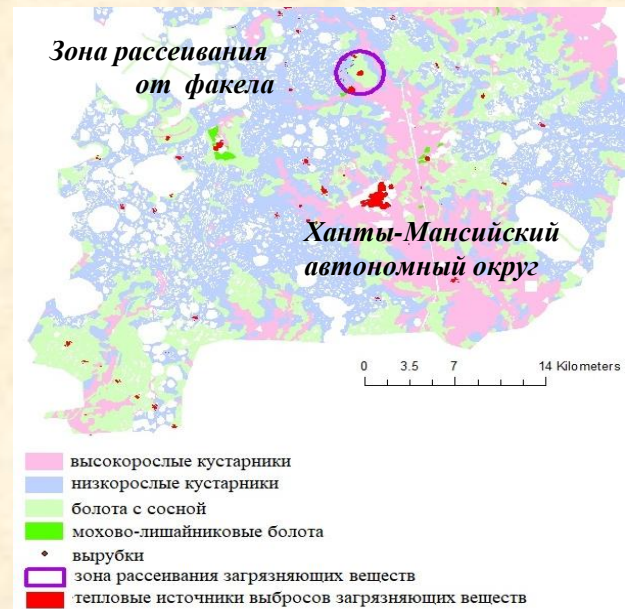 Зона рассеивания
от факела
Ханты-Мансийский
автономный округ
0 3.5 7 14 Kilometers
высокорослые кустарники
низкорослые кустарники
болота с сосной
мохово-лишайниковые болота
вырубки
зона рассеивания загрязняющих веществ
тепловые источники выбросов загрязняющих веществ